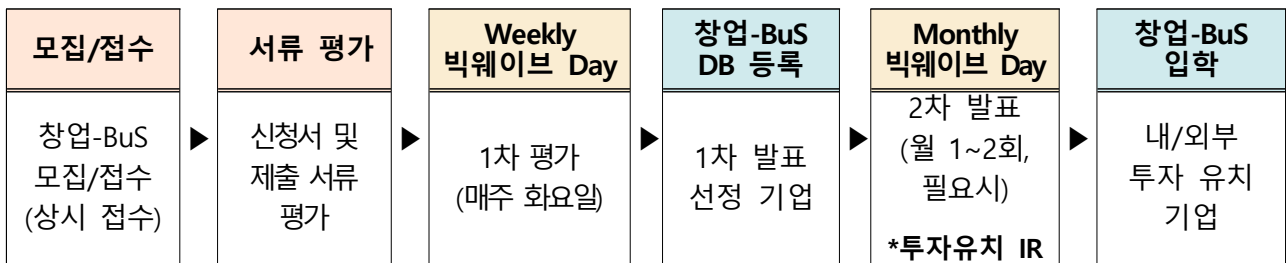 모집/접수
창업-BuS
모집/접수
(상시 접수)
▶
서류 평가
신청서 및
제출 서류
평가
▶
Weekly
빅웨이브 Day
1차 평가
(매주 화요일)
▶
창업-BuS
DB 등록
1차 발표
선정 기업
▶
Monthly
빅웨이브 Day
2차 발표
(월 1~2회,
필요시)
*투자유치 IR
▶
창업-BuS
입학
내/외부
투자 유치
기업